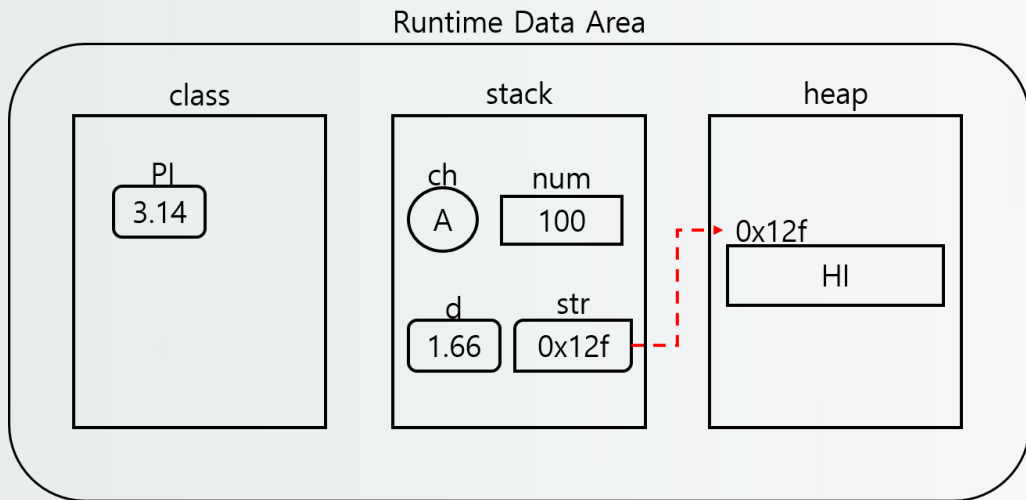 Runtime Data Area
class
stack
heap
PI
3.14
ch
A
num
100
d
1.66
str
0x12f
0x12f
HI